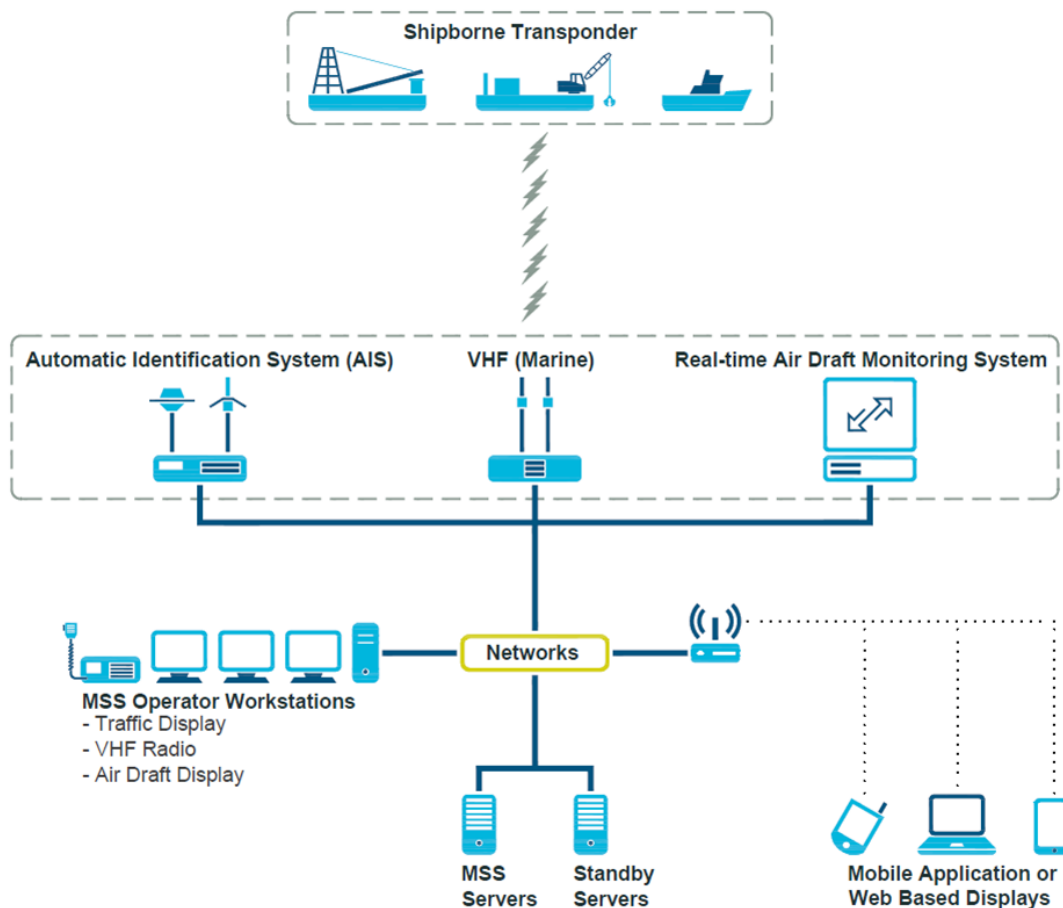 Shipborne Transponder
Automatic Identification System (AIS)
VHF (Marine)
Real-time Air Draft Monitoring System
Networks
MSS Operator Workstations
- Traffic Display
- VHF Radio
- Air Draft Display
MSS
Servers
Standby
Servers
Mobile Application or
Web Based Displays